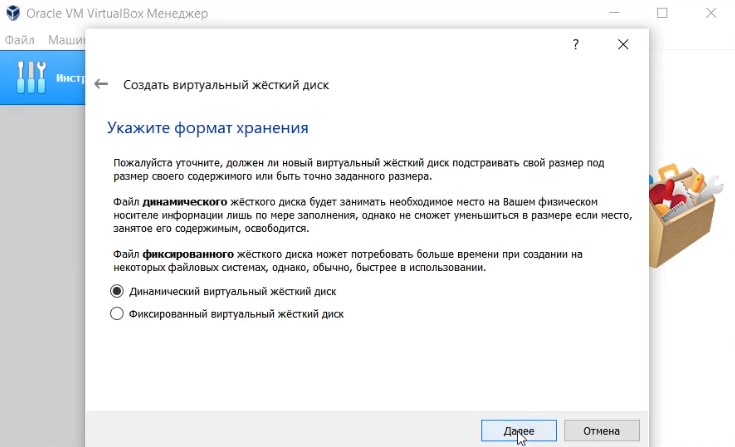 Oracle VM VirtualBox Менеджер
Файл Машин
Инстр
?
Создать виртуальный жёсткий диск
Укажите формат хранения
Пожалуйста уточните, должен ли новый виртуальный жёсткий диск подстраивать свой размер под
размер своего содержимого или быть точно заданного размера.
Файл динамического жёсткого диска будет занимать необходимое место на Вашем физическом
носителе информации лишь по мере заполнения, однако не сможет уменьшиться в размере если место,
занятое его содержимым, освободится.
Файл фиксированного жёсткого диска может потребовать больше времени при создании на
некоторых файловых системах, однако, обычно, быстрее в использовании.
Динамический виртуальный жёсткий диск
Фиксированный виртуальный жёсткий диск
Далее Отмена